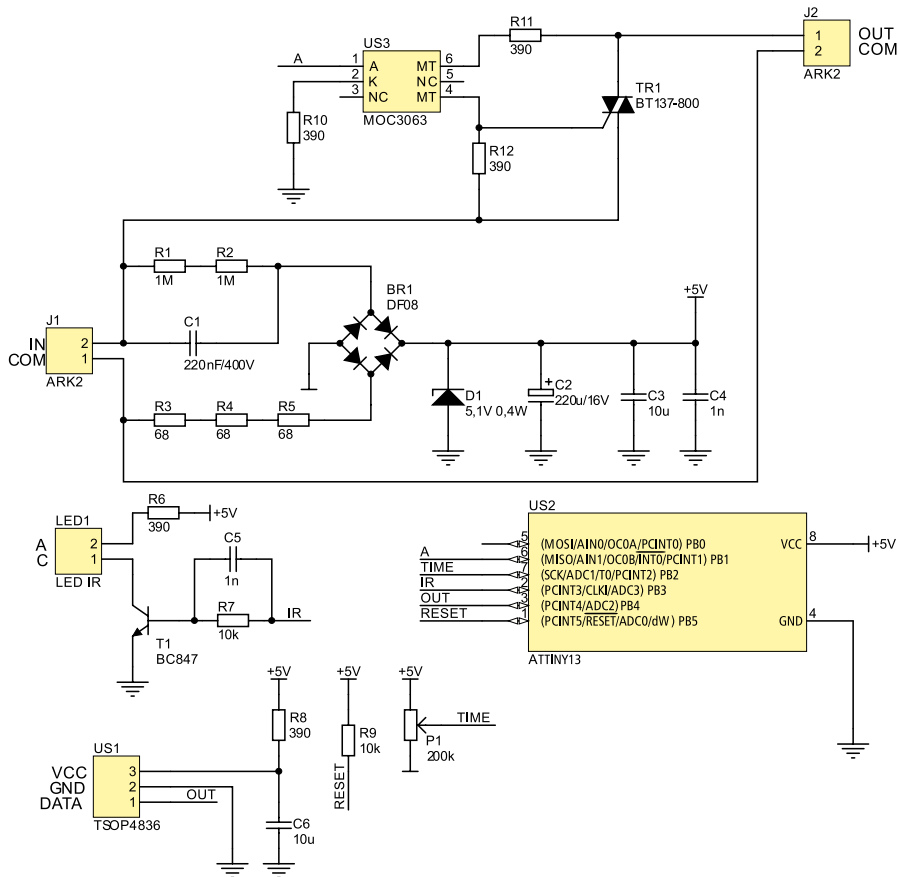 J2
1
2
OUT
COM
ARK2
R11
390
US3
A
1
2
3
A
K
NC
MT
NC
MT
6
5
4
MOC3063
TR1
BT137-800
R10
390
R12
390
R1
1M
R2
1M
BR1
DF08
+5V
J1
IN
COM
2
1
ARK2
C1
220nF/400V
D1
5,1V 0,4W
+
C2
220u/16V
C3
10u
C4
1n
R3
68
R4
68
R5
68
LED1
A
C
2
1
LED IR
R6
390
+5V
C5
1n
R7
10k
IR
T1
BC847
US2
5
(MOSI/AIN0/OC0A/PCINT0) PB0
A
6
(MISO/AIN1/OC0B/INT0/PCINT1) PB1
TIME
7
(SCK/ADC1/T0/PCINT2) PB2
IR
2
(PCINT3/CLKI/ADC3) PB3
OUT
3
(PCINT4/ADC2) PB4
RESET
1
(PCINT5/RESET/ADC0/dW) PB5
VCC
8
+5V
GND
4
ATTINY13
+5V
R8
390
+5V
R9
10k
RESET
+5V
P1
200k
TIME
US1
VCC
GND
DATA
3
2
1
OUT
TSOP4836
C6
10u